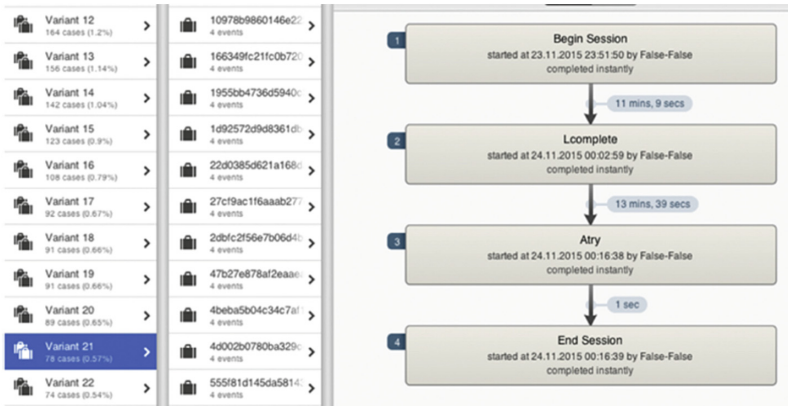 Variant 12
164 cases (1.2%)
Variant 13
156 cases (1.14%)
Variant 14
142 cases (1.04%)
Variant 15
123 cases (0.9%)
Variant 16
108 cases (0.79%)
Variant 17
92 cases (0.67%)
Variant 18
91 cases (0.66%)
Variant 19
91 cases (0.66%)
Variant 20
89 cases (0.65%)
Variant 21
78 cases (0.57%)
Variant 22
74 cases (0.54%)
10978b9860146e22
4 events
166349fc21fc0b720
4 events
1955bb4736d5940c
4 events
1d92572d9d8361db
4 events
22d0385d621a168d
4 events
27cf9ac1f6aaab277
4 events
2dbfc2f56e7b06d4b
4 events
47b27e878af2eaae
4 events
4beba5b04c34c7af
4 events
4d002b0780ba329c
4 events
555f81d145da5814
4 events
1
Begin Session
started at 23.11.2015 23:51:50 by False-False
completed instantly
11 mins, 9 secs
2
Lcomplete
started at 24.11.2015 00:02:59 by False-False
completed instantly
13 mins, 39 secs
3
Atry
started at 24.11.2015 00:16:38 by False-False
completed instantly
1 sec
4
End Session
started at 24.11.2015 00:16:39 by False-False
completed instantly